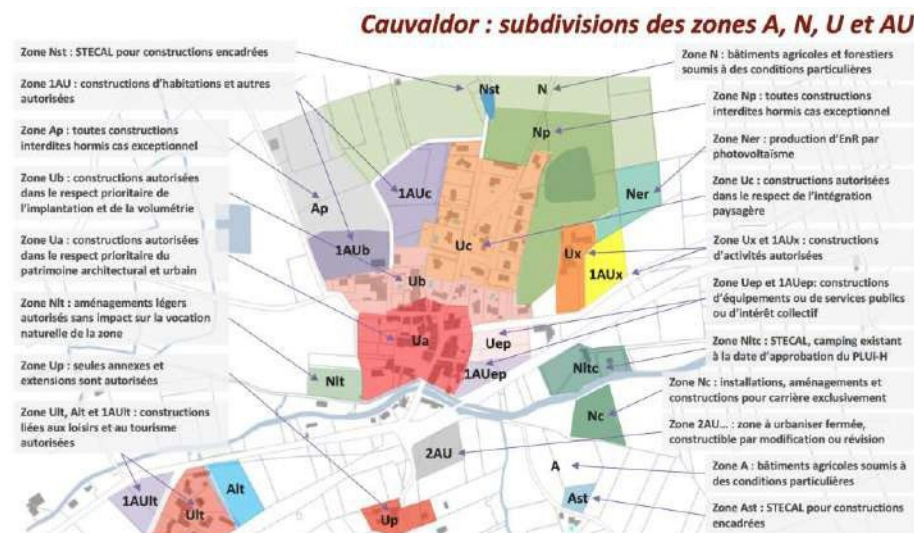 Cauvaldor : subdivisions des zones A, N, U et AU
Zone Nst : STECAL pour constructions encadrées
Zone 1AU : constructions d'habitations et autres
autorisées
Zone Ap : toutes constructions
interdites hormis cas exceptionnel
Zone Ub : constructions autorisées
dans le respect prioritaire de
l'implantation et de la volumétrie
Zone Ua : constructions autorisées
dans le respect prioritaire du
patrimoine architectural et urbain
Zone Nlt : aménagements légers
autorisés sans impact sur la vocation
naturelle de la zone
Zone Up : seules annexes et
extensions sont autorisées
Zone Ult, Alt et 1AUlt : constructions
liées aux loisirs et au tourisme
autorisées
Nst
N
Np
1AUc
Ap
Ner
Uc
1AUb
Ux
1AUx
Ub
Ua
Uep
1AUep
Nltc
Nlt
Nc
2AU
A
1AUlt
Ult
Alt
Ast
Up
Zone N : bâtiments agricoles et forestiers
soumis à des conditions particulières
Zone Np : toutes constructions
interdites hormis cas exceptionnel
Zone Ner : production d'EnR par
photovoltaïsme
Zone Uc : constructions autorisées
dans le respect de l'intégration
paysagère
Zone Ux et 1AUx : constructions
d'activités autorisées
Zone Uep et 1AUep: constructions
d'équipements ou de services publics
ou d'intérêt collectif
Zone Nltc : STECAL, camping existant
à la date d'approbation du PLUi-H
Zone Nc : installations, aménagements et
constructions pour carrière exclusivement
Zone 2AU... : zone à urbaniser fermée,
constructible par modification ou révision
Zone A : bâtiments agricoles soumis à
des conditions particulières
Zone Ast : STECAL pour constructions
encadrées